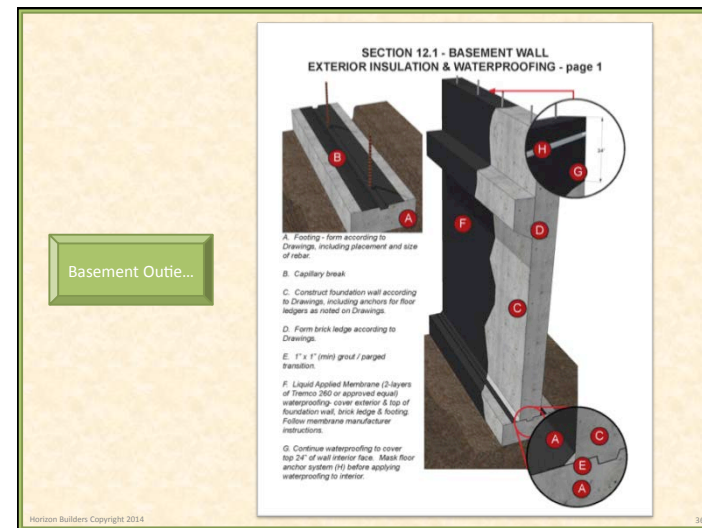 SECTION 12.1 - BASEMENT WALL
EXTERIOR INSULATION & WATERPROOFING - page 1
B
A
H
24"
G
F
D
C
A
C
E
A
Basement Outie...
A. Footing - form according to
Drawings, including placement and size
of rebar.
B. Capillary break
C. Construct foundation wall according
to Drawings, including anchors for floor
ledgers as noted on Drawings.
D. Form brick ledge according to
Drawings.
E. 1" x 1" (min) grout / parged
transition.
F. Liquid Applied Membrane (2-layers
of Tremco 260 or approved equal)
waterproofing- cover exterior & top of
foundation wall, brick ledge & footing.
Follow membrane manufacturer
instructions.
G. Continue waterproofing to cover
top 24" of wall interior face. Mask floor
anchor system (H) before applying
waterproofing to interior.
Horizon Builders Copyright 2014